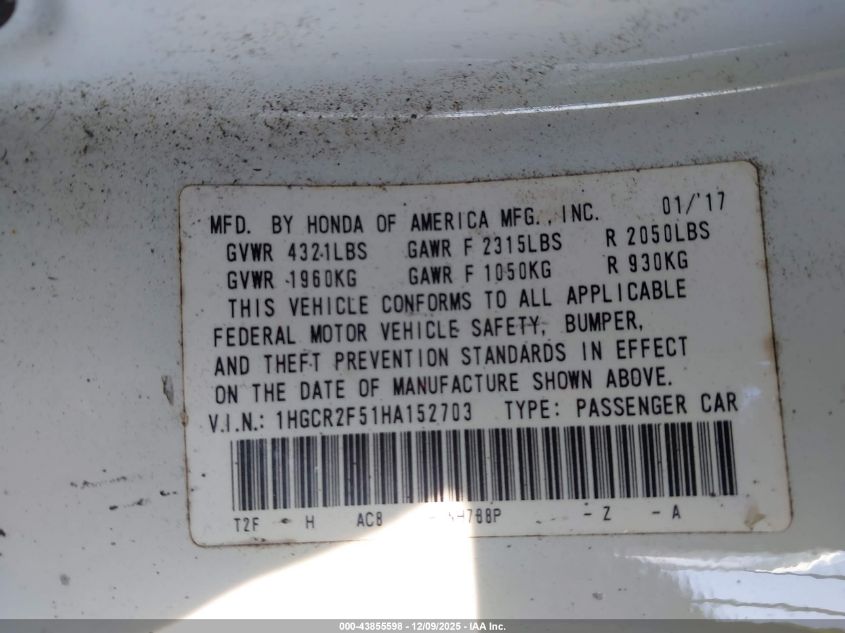 MFD. BY HONDA OF AMERICA MFG., INC. 01/'17
GVWR 4321LBS GAWR F 2315LBS R 2050LBS
GVWR 1960KG GAWR F 1050KG R 930KG
THIS VEHICLE CONFORMS TO ALL APPLICABLE
FEDERAL MOTOR VEHICLE SAFETY, BUMPER,
AND THEFT PREVENTION STANDARDS IN EFFECT
ON THE DATE OF MANUFACTURE SHOWN ABOVE.
V.I.N.: 1HGCR2F51HA152703 TYPE: PASSENGER CAR
T2F H AC8 - Z - A
000-43855598 - 12/09/2025 - IAA Inc.